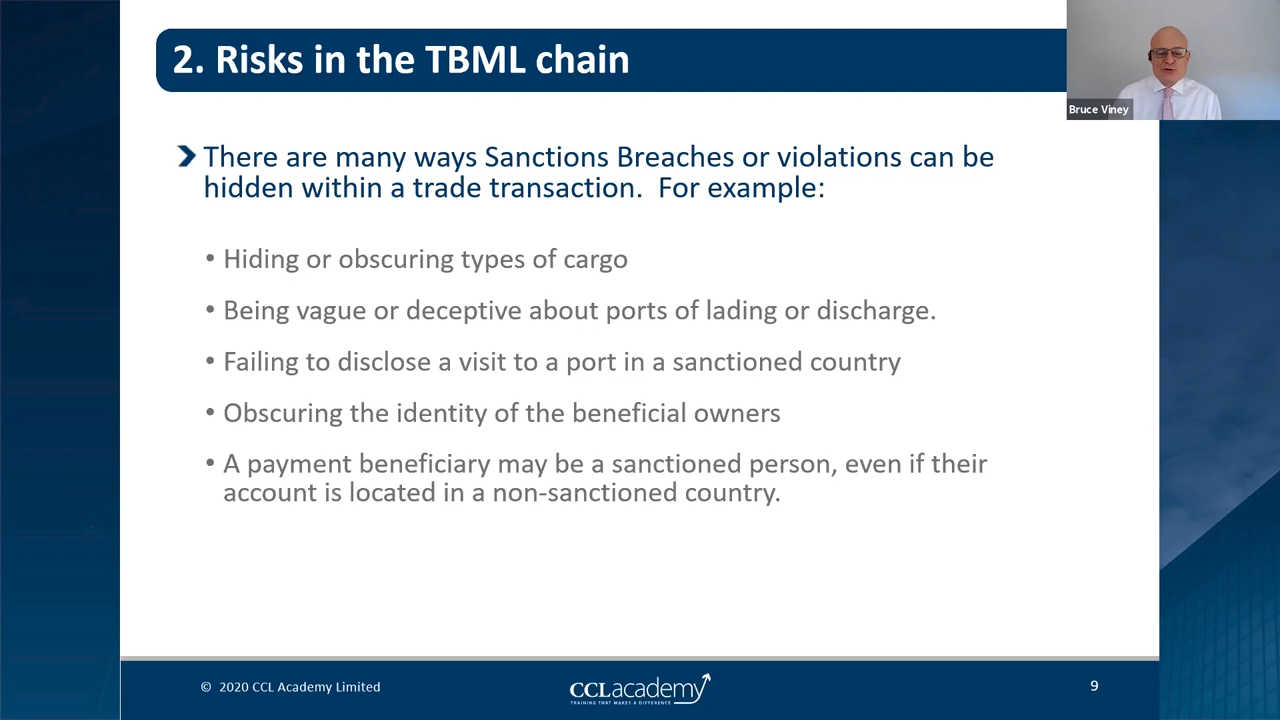 2. Risks in the TBML chain
Bruce Viney
There are many ways Sanctions Breaches or violations can be
hidden within a trade transaction.  For example:
• Hiding or obscuring types of cargo
• Being vague or deceptive about ports of lading or discharge.
• Failing to disclose a visit to a port in a sanctioned country
• Obscuring the identity of the beneficial owners
• A payment beneficiary may be a sanctioned person, even if their
account is located in a non-sanctioned country.
© 2020 CCL Academy Limited
CCLacademy
TRAINING THAT MAKES A DIFFERENCE
9